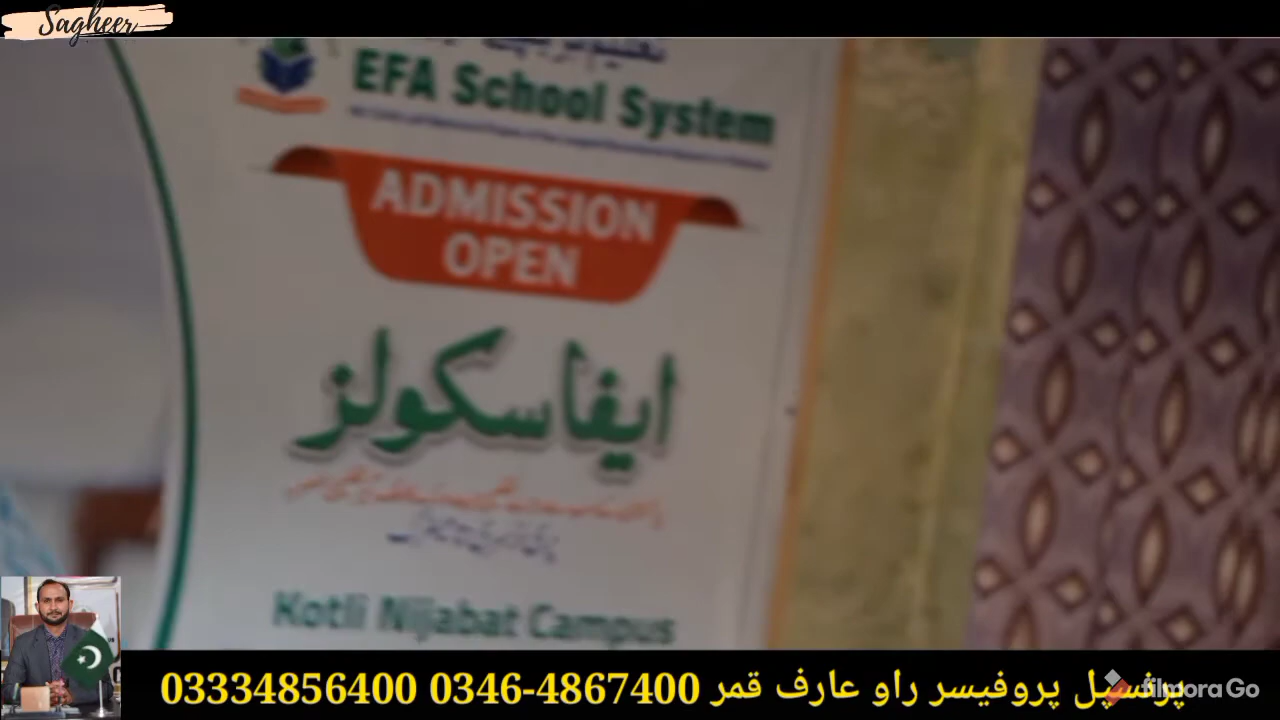 Sagheer
EFA School System
ADMISSION
OPEN
ایفا سکولز
Kotli Nijabat Campus
03334856400 0346-4867400 پرنسپل پروفیسر راو عارف قمر
filmoraGo